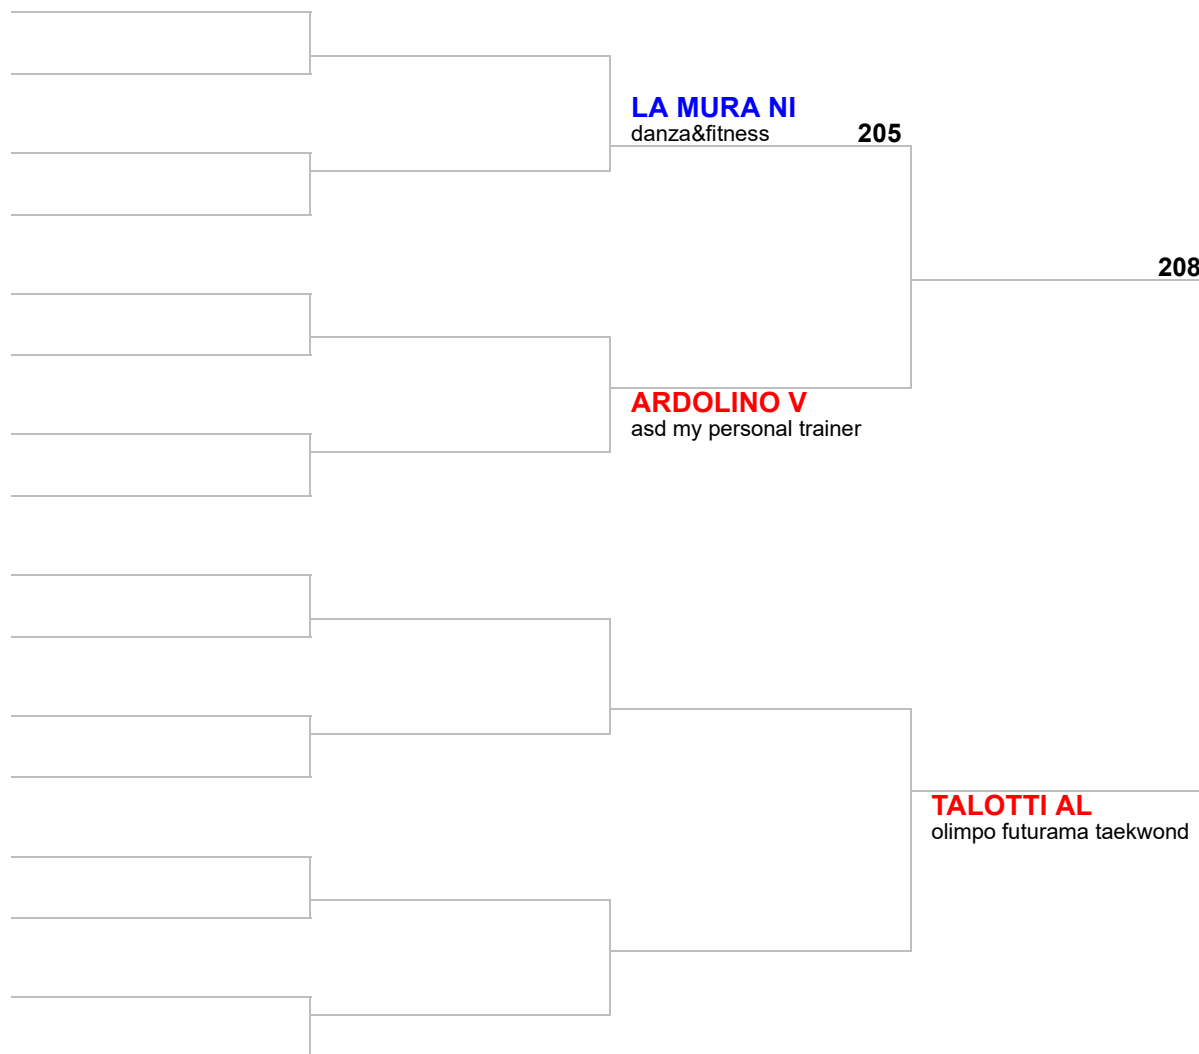 LA MURA NI
danza&fitness 205
208
ARDOLINO V
asd my personal trainer
TALOTTI AL
olimpo futurama taekwond